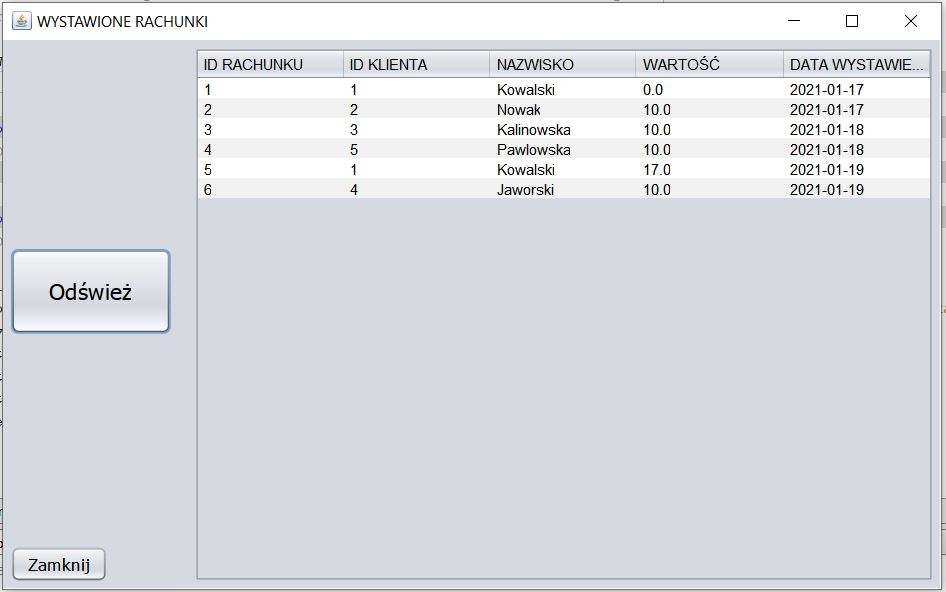 WYSTAWIONE RACHUNKI
ID RACHUNKU ID KLIENTA NAZWISKO WARTOŚĆ DATA WYSTAWIE...
1 1 Kowalski 0.0 2021-01-17
2 2 Nowak 10.0 2021-01-17
3 3 Kalinowska 10.0 2021-01-18
4 5 Pawlowska 10.0 2021-01-18
5 1 Kowalski 17.0 2021-01-19
6 4 Jaworski 10.0 2021-01-19
Odśwież
Zamknij